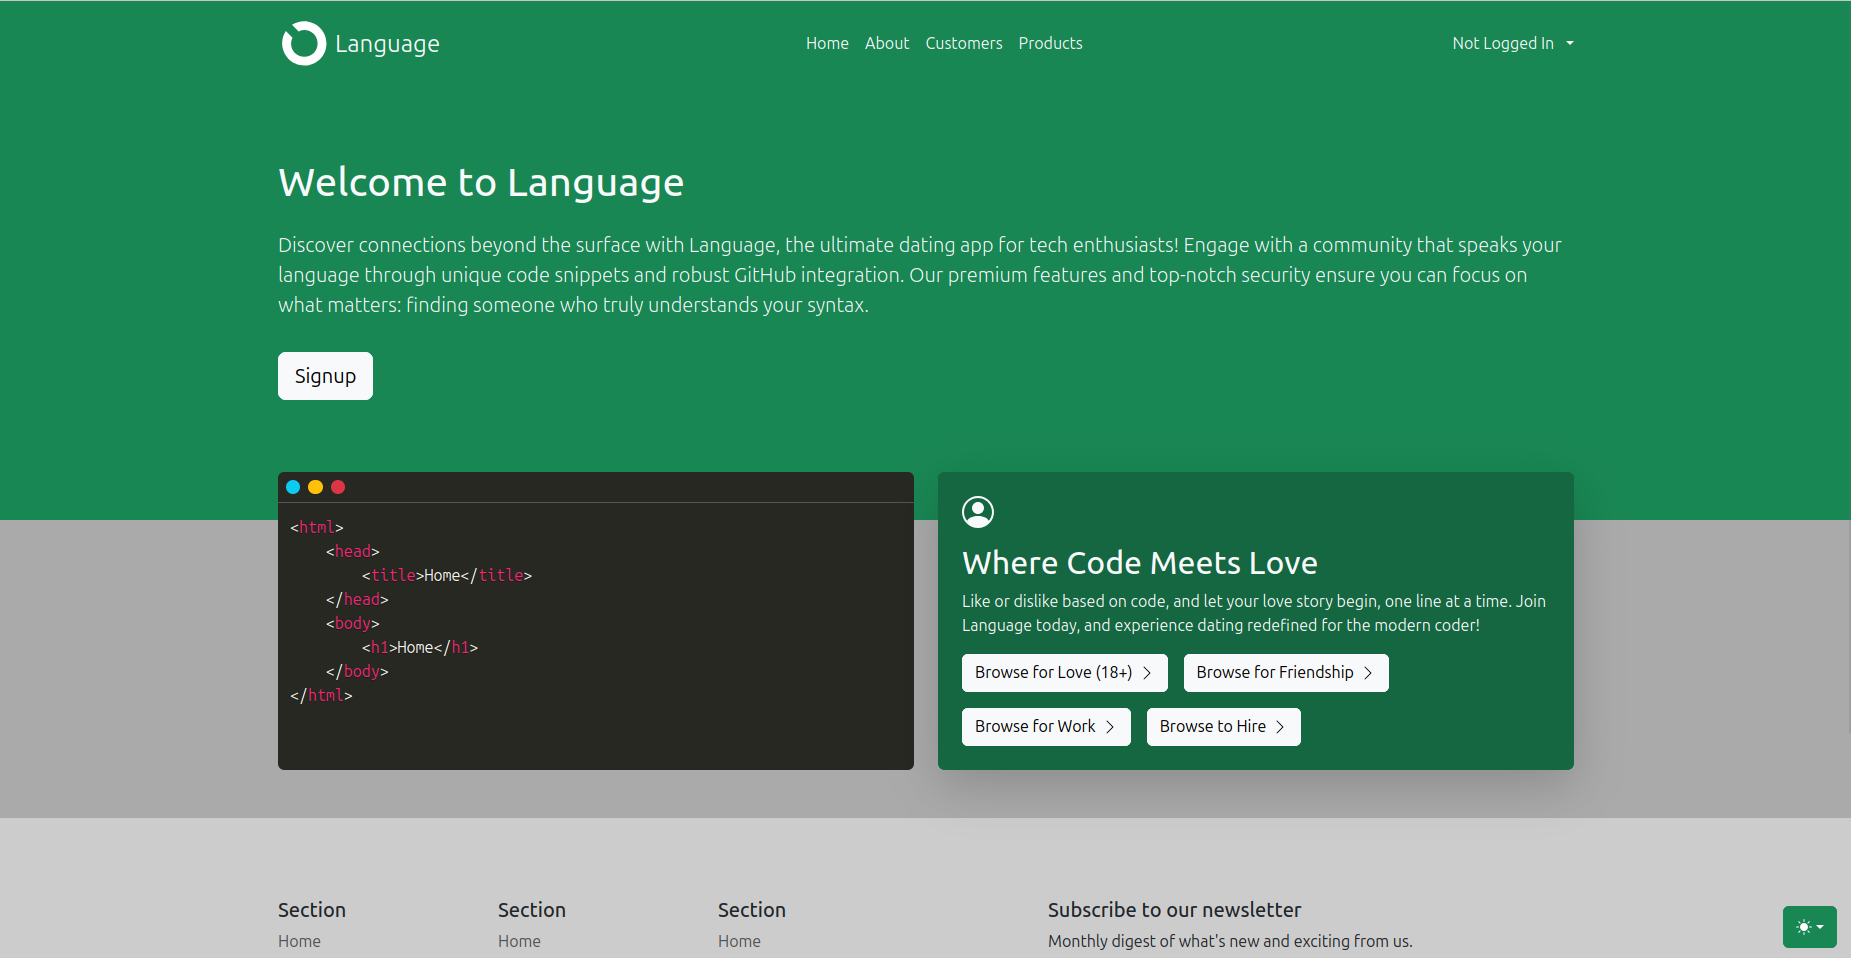 Language
Home About Customers Products
Not Logged In
Welcome to Language
Discover connections beyond the surface with Language, the ultimate dating app for tech enthusiasts! Engage with a community that speaks your
language through unique code snippets and robust GitHub integration. Our premium features and top-notch security ensure you can focus on
what matters: finding someone who truly understands your syntax.
Signup
<html>
    <head>
        <title>Home</title>
    </head>
    <body>
        <h1>Home</h1>
    </body>
</html>
Where Code Meets Love
Like or dislike based on code, and let your love story begin, one line at a time. Join
Language today, and experience dating redefined for the modern coder!
Browse for Love (18+)
Browse for Friendship
Browse for Work
Browse to Hire
Section
Home
Section
Home
Section
Home
Subscribe to our newsletter
Monthly digest of what's new and exciting from us.